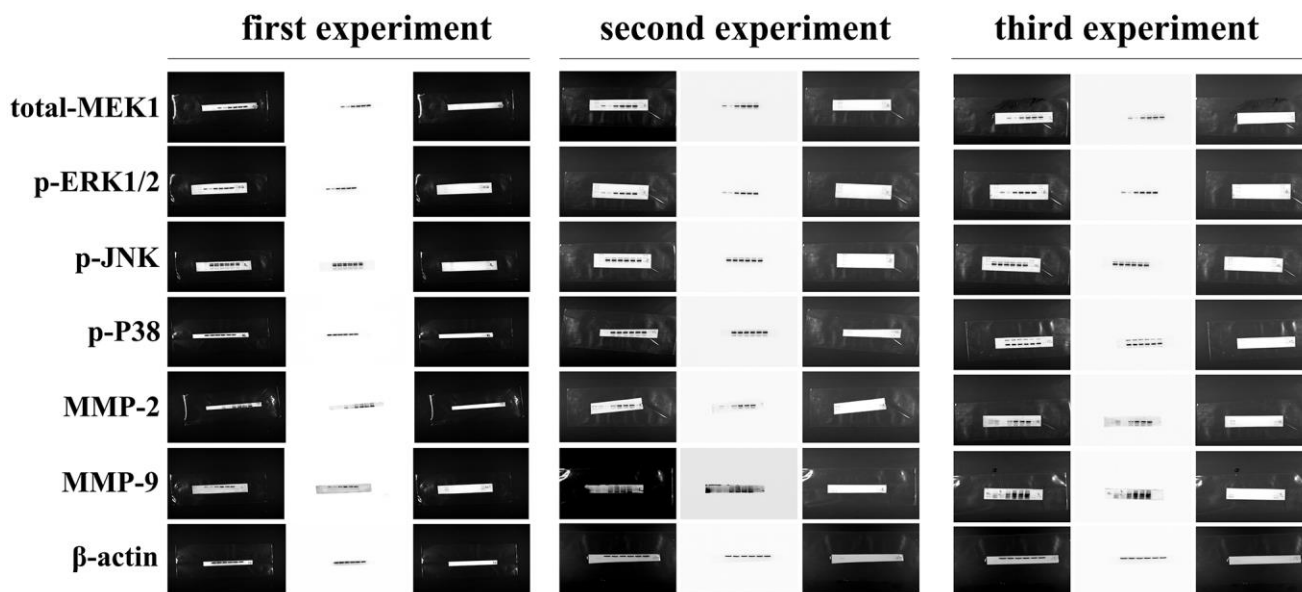 first experiment second experiment third experiment
total-MEK1
p-ERK1/2
p-JNK
p-P38
MMP-2
MMP-9
β-actin